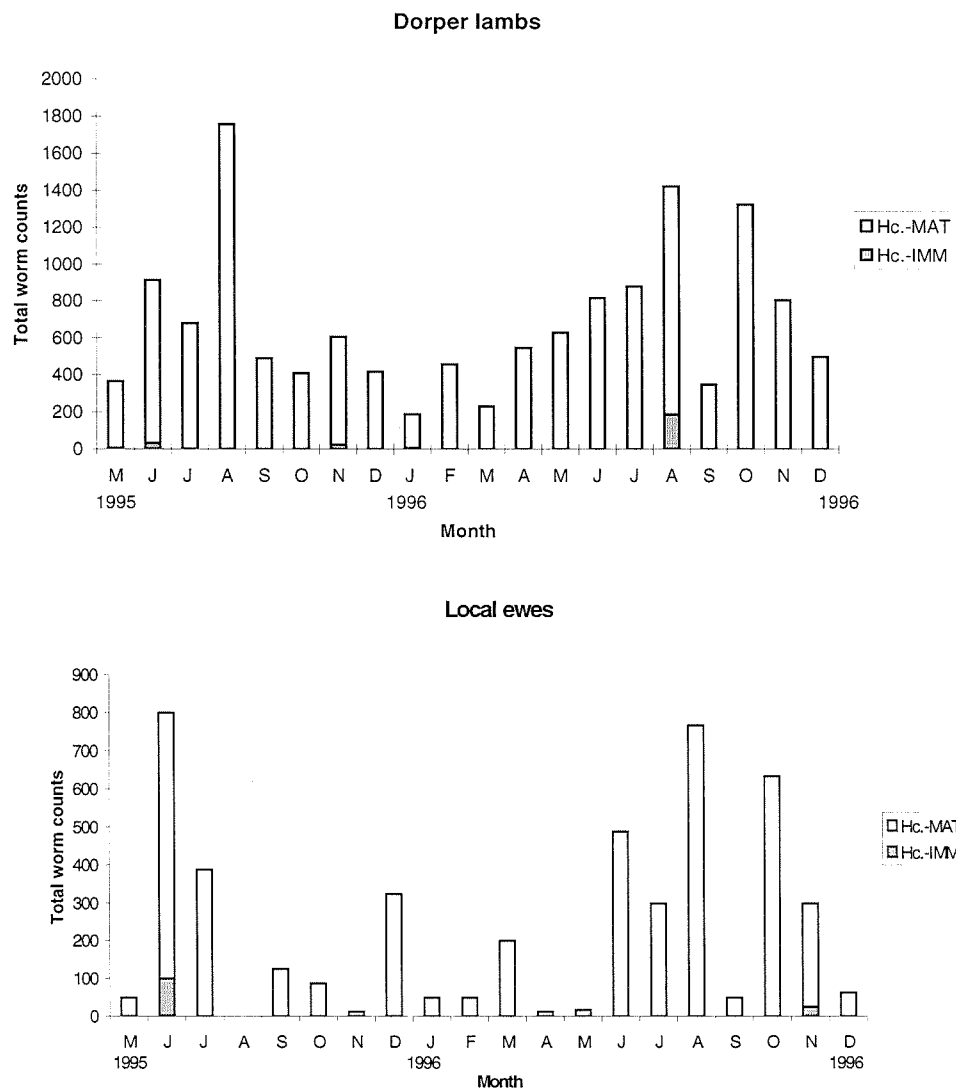 Dorper lambs
2000
1800
1600
1400
1200
1000
800
600
400
200
0
Total worm counts
M J J A S O N D J F M A M J J A S O N D
1995 1996 1996
Month
Hc.-MAT
Hc.-IMM
Local ewes
900
800
700
600
500
400
300
200
100
0
Total worm counts
M J J A S O N D J F M A M J J A S O N D
1995 1996 1996
Month
Hc.-MAT
Hc.-IMM